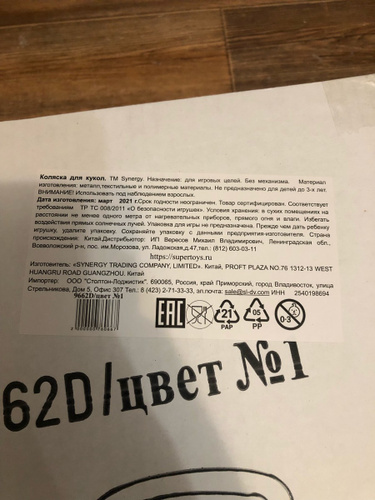 Коляска для кукол. ТМ Synergy. Назначение: для игровых целей. Без механизма. Материал
изготовления: металл,текстильные и полимерные материалы. Не предназначено для детей до 3-х лет.
ВНИМАНИЕ! Использовать под наблюдением взрослых.
Дата изготовления: март 2021 г.Срок годности неограничен. Товар сертифицирован. Соответствует
требованиям ТР ТС 008/2011 «О безопасности игрушек». Условия хранения: в сухих помещениях на
расстоянии не менее одного метра от нагревательных приборов, прямого огня и влаги. Избегать
воздействия прямых солнечных лучей. Упаковка для игры не предназначена. Прежде чем дать ребенку
игрушку, удалите упаковку. Сохраняйте упаковку с данными предприятия-изготовителя. Страна
происхождения: Китай.Дистрибьютор: ИП Вересов Михаил Владимирович, Ленинградская обл.,
Всеволожский р-н, пос. им.Морозова, ул. Ладожская,д.47,тел.: (812) 603-03-11
https://supertoys.ru
Изготовитель: «SYNERGY TRADING COMPANY, LIMITED». Китай, PROFT PLAZA NO.76 1312-13 WEST
HUANGRU ROAD GUANGZHOU. Китай
Импортер: ООО "Столтон-Лоджистик", 690065, Россия, край Приморский, город Владивосток, улица
Стрельникова, Дом 5, Офис 307 Тел.: 8 (423) 2-71-33-33, эл.почта: sale@sl-dv.com ИНН 2540198694
9662D/цвет №1
EAC
21
PAP
05
PP
0-3
62D/цвет №1